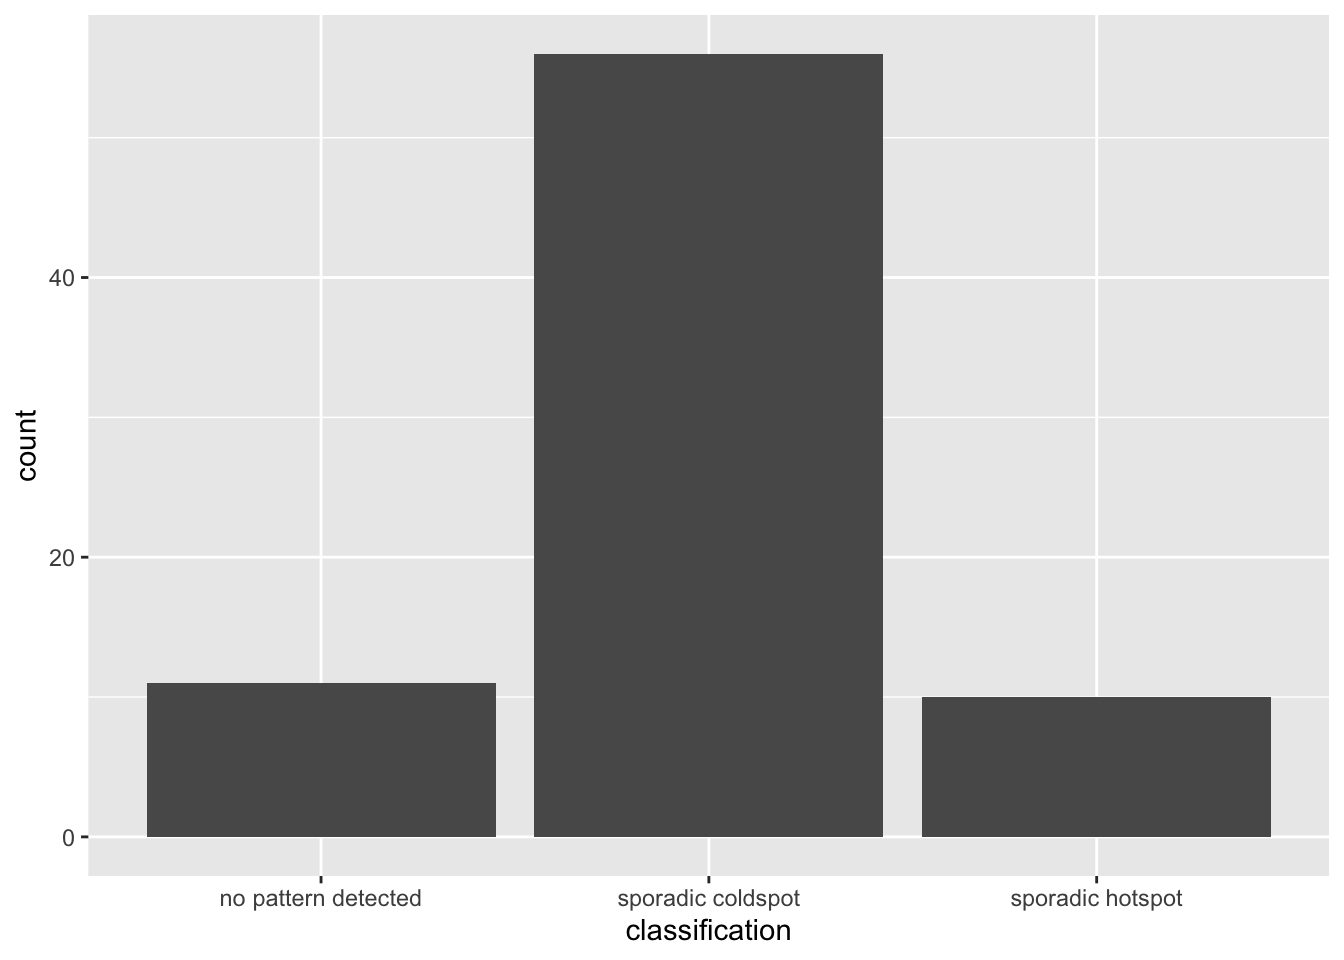 count
40
20
0
no pattern detected
sporadic coldspot
sporadic hotspot
classification